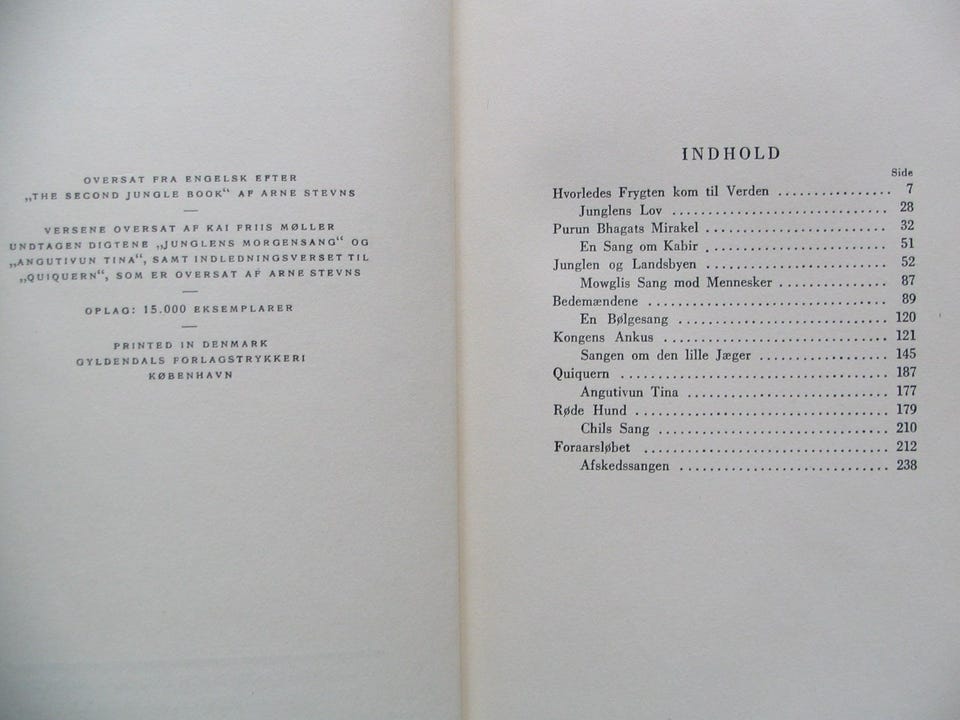 OVERSAT FRA ENGELSK EFTER
„THE SECOND JUNGLE BOOK“ AF ARNE STEVNS
VERSENE OVERSAT AF KAI FRIIS MØLLER
UNDTAGEN DIGTENE „JUNGLENS MORGENSANG“ OG
„ANGUTIVUN TINA“, SAMT INDLEDNINGSVERSET TIL
„QUIQUERN“, SOM ER OVERSAT AF ARNE STEVNS
OPLAG: 15.000 EKSEMPLARER
PRINTED IN DENMARK
GYLDENDALS FORLAGSTRYKKERI
KØBENHAVN
INDHOLD
Side
Hvorledes Frygten kom til Verden ................ 7
Junglens Lov ............................... 28
Purun Bhagats Mirakel .......................... 32
En Sang om Kabir .......................... 51
Junglen og Landsbyen .......................... 52
Mowglis Sang mod Mennesker ............... 87
Bedemændene .................................. 89
En Bølgesang .............................. 120
Kongens Ankus ................................ 121
Sangen om den lille Jæger .................. 145
Quiquern ..................................... 187
Angutivun Tina ............................ 177
Røde Hund .................................... 179
Chils Sang ................................. 210
Foraarsløbet ................................... 212
Afskedssangen ............................. 238